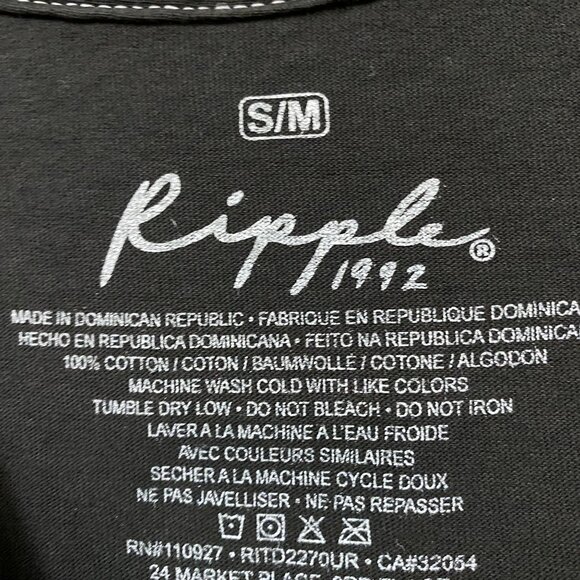 S/M
Ripple®
1992
MADE IN DOMINICAN REPUBLIC • FABRIQUE EN REPUBLIQUE DOMINICA
HECHO EN REPUBLICA DOMINICANA • FEITO NA REPUBLICA DOMINICA
100% COTTON / COTON / BAUMWOLLE / COTONE / ALGODON
MACHINE WASH COLD WITH LIKE COLORS
TUMBLE DRY LOW • DO NOT BLEACH • DO NOT IRON
LAVER A LA MACHINE A L'EAU FROIDE
AVEC COULEURS SIMILAIRES
SECHER A LA MACHINE CYCLE DOUX
NE PAS JAVELLISER • NE PAS REPASSER
RN#110927 • RITD2270UR • CA#32054
24 MARKET PLACE